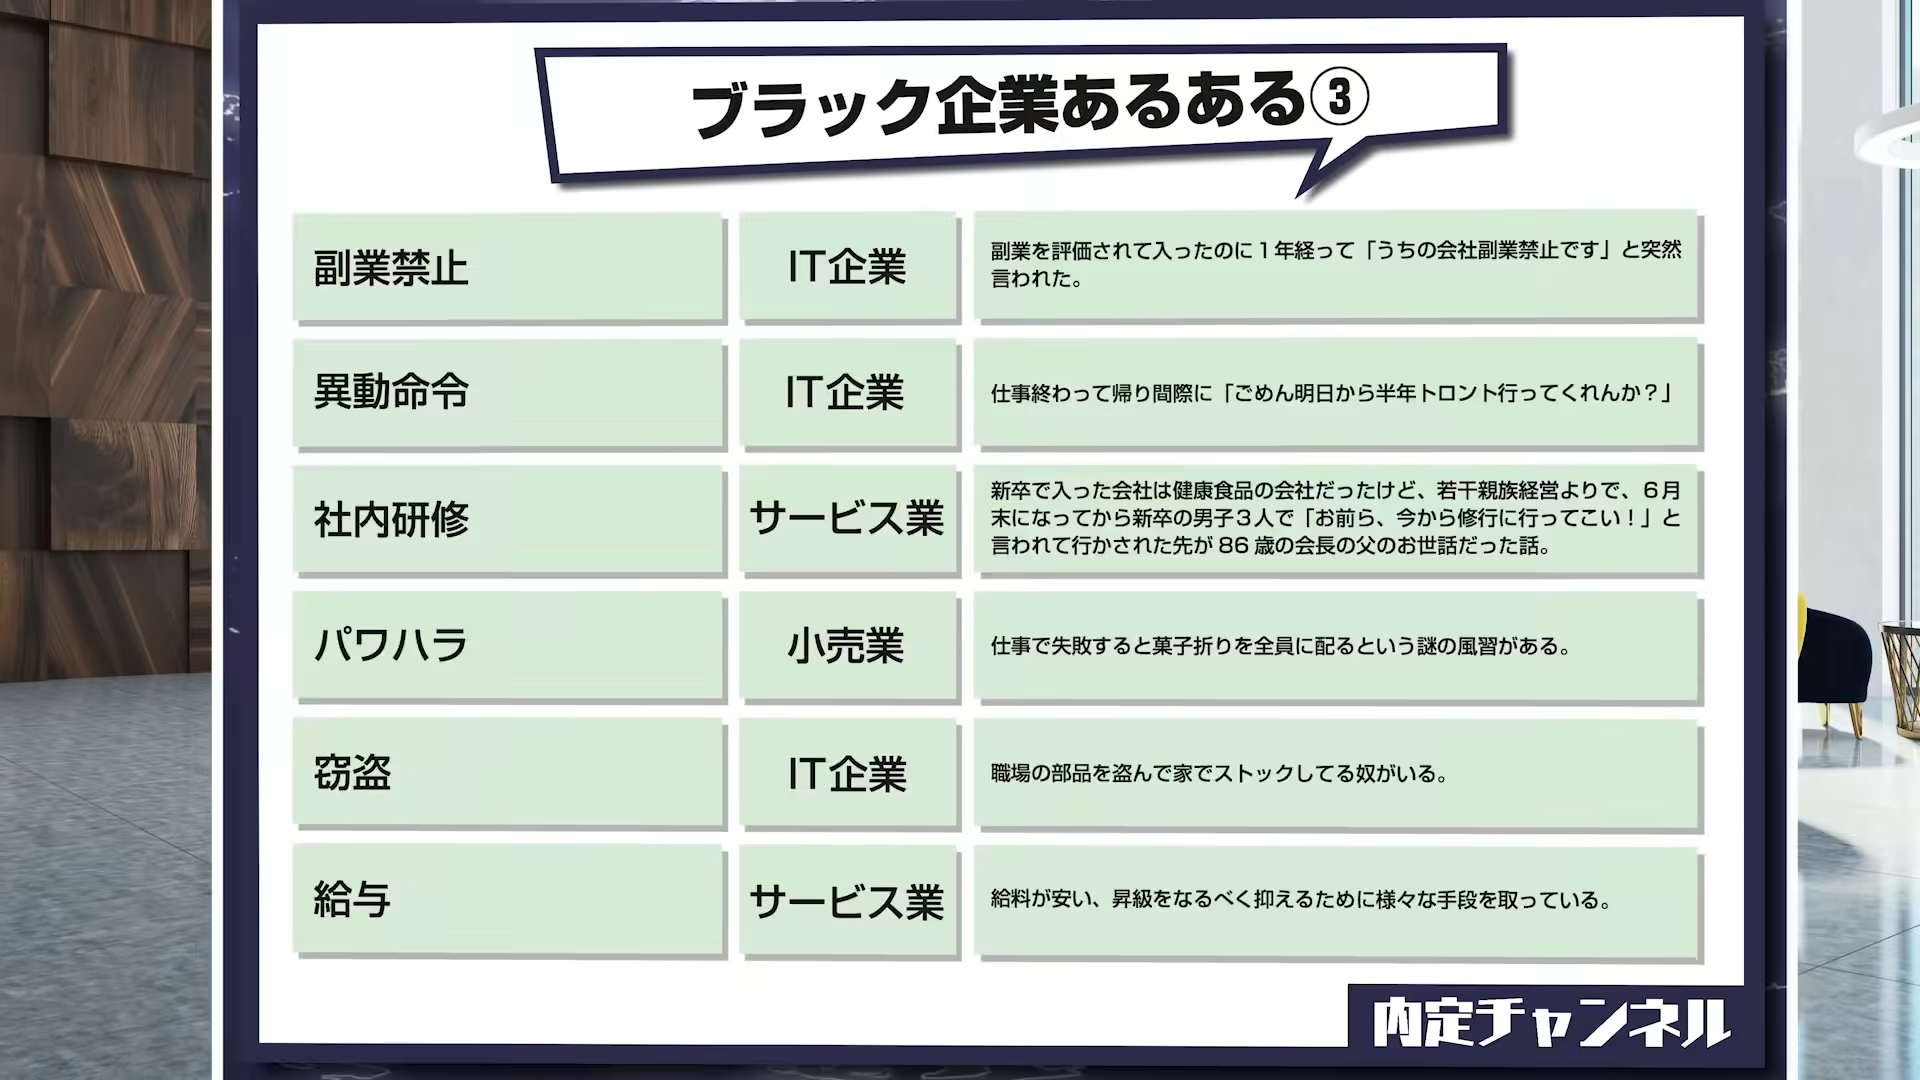 ブラック企業あるある③
副業禁止
IT企業
副業を評価されて入ったのに1年経って「うちの会社副業禁止です」と突然
言われた。
異動命令
IT企業
仕事終わって帰り間際に「ごめん明日から半年トロント行ってくれんか？」
社内研修
サービス業
新卒で入った会社は健康食品の会社だったけど、若干親族経営よりで、6月
末になってから新卒の男子3人で「お前ら、今から修行に行ってこい！」と
言われて行かされた先が86歳の会長の父のお世話だった話。
パワハラ
小売業
仕事で失敗すると菓子折りを全員に配るという謎の風習がある。
窃盗
IT企業
職場の部品を盗んで家でストックしてる奴がいる。
給与
サービス業
給料が安い、昇級をなるべく抑えるために様々な手段を取っている。
内定チャンネル